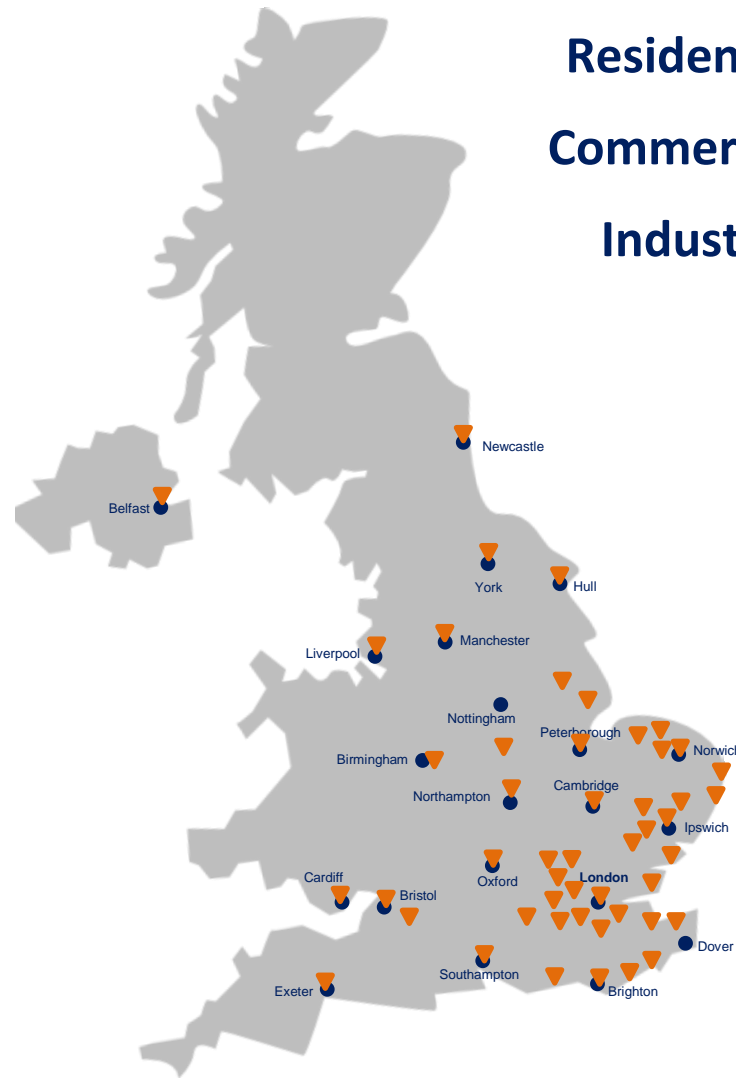 Residen
Commer
Indust
Newcastle
Belfast
York
Hull
Manchester
Liverpool
Nottingham
Peterborough
Norwich
Birmingham
Cambridge
Northampton
Ipswich
Cardiff
Oxford
London
Bristol
Dover
Southampton
Exeter
Brighton